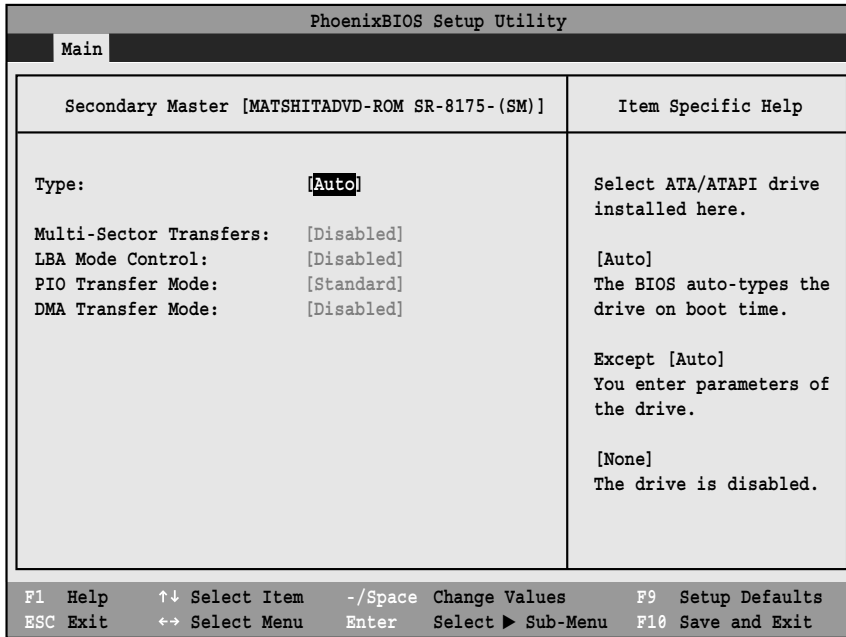 PhoenixBIOS Setup Utility
Main
Secondary Master [MATSHITADVD-ROM SR-8175-(SM)]
Type: [Auto]
Multi-Sector Transfers: [Disabled]
LBA Mode Control: [Disabled]
PIO Transfer Mode: [Standard]
DMA Transfer Mode: [Disabled]
Item Specific Help
Select ATA/ATAPI drive
installed here.
[Auto]
The BIOS auto-types the
drive on boot time.
Except [Auto]
You enter parameters of
the drive.
[None]
The drive is disabled.
F1 Help ↑↓ Select Item -/Space Change Values F9 Setup Defaults
ESC Exit ←→ Select Menu Enter Select ▶ Sub-Menu F10 Save and Exit